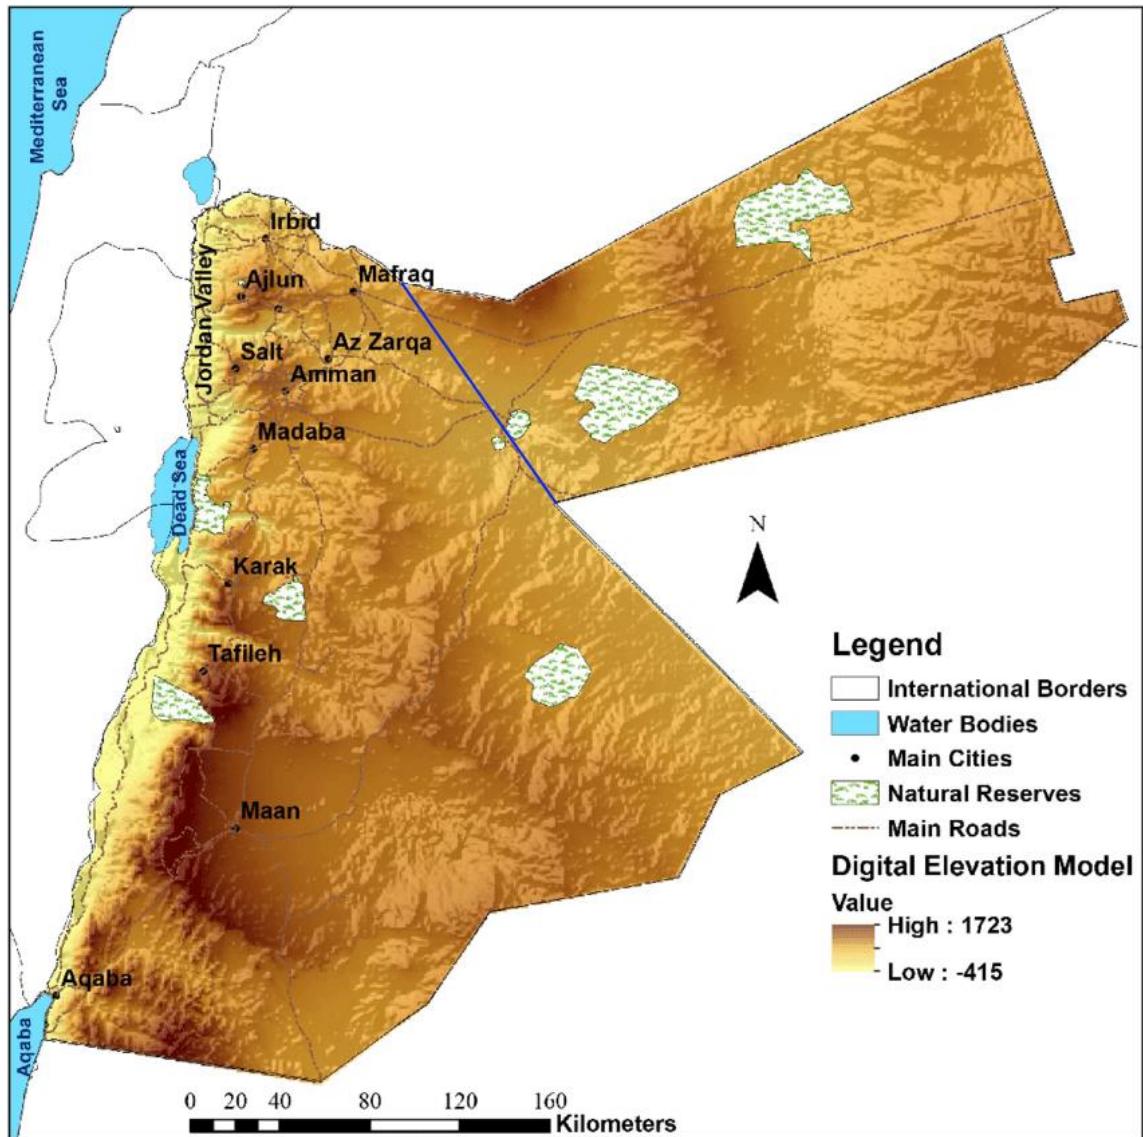 Mediterranean
Sea
Irbid
Jordan Valley
Ajlun
Mafraq
Az Zarqa
Salt
Amman
Madaba
Dead Sea
Karak
Tafileh
Maan
Aqaba
Aqaba
N
Legend
International Borders
Water Bodies
Main Cities
Natural Reserves
Main Roads
Digital Elevation Model
Value
High : 1723
Low : -415
0 20 40 80 120 160
Kilometers